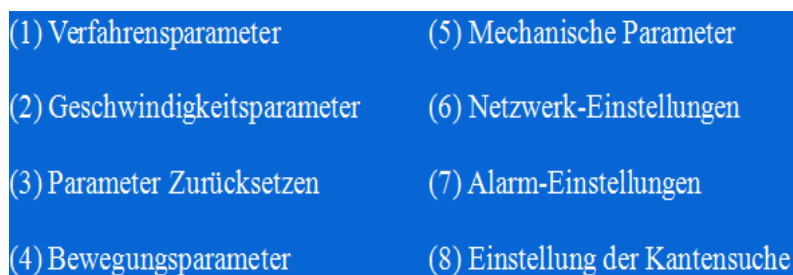 (1) Verfahrensparameter
(2) Geschwindigkeitsparameter
(3) Parameter Zurücksetzen
(4) Bewegungsparameter
(5) Mechanische Parameter
(6) Netzwerk-Einstellungen
(7) Alarm-Einstellungen
(8) Einstellung der Kantensuche